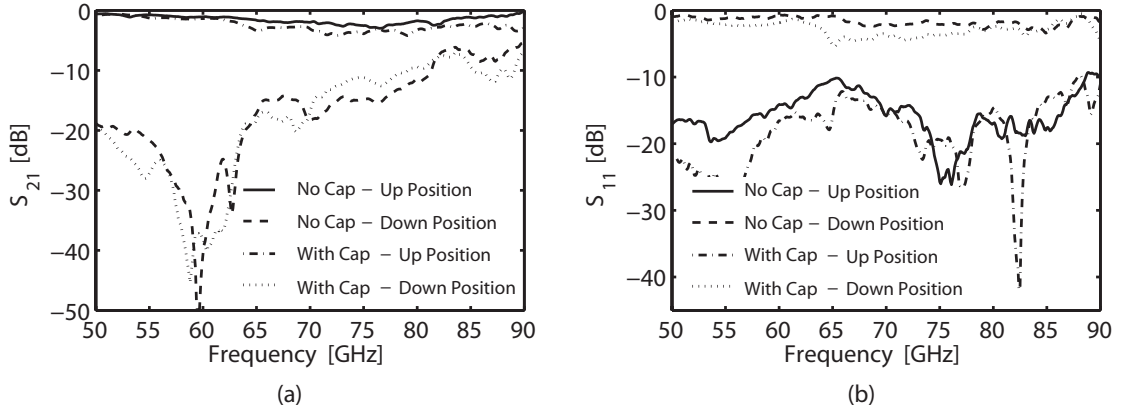 0
−10
−20
−30
−40
−50
S21 [dB]
No Cap − Up Position
No Cap − Down Position
With Cap − Up Position
With Cap − Down Position
50 55 60 65 70 75 80 85 90
Frequency [GHz]
(a)
0
−10
−20
−30
−40
S11 [dB]
No Cap − Up Position
No Cap − Down Position
With Cap − Up Position
With Cap − Down Position
50 55 60 65 70 75 80 85 90
Frequency [GHz]
(b)